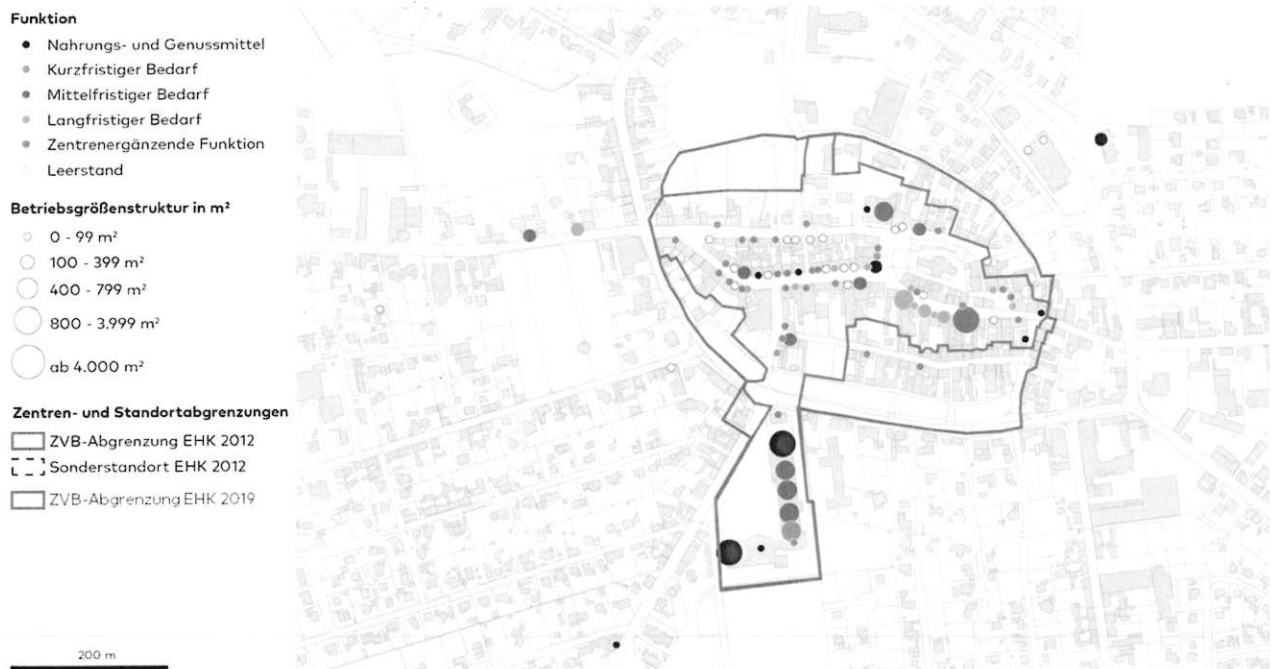 Funktion
Nahrungs- und Genussmittel
Kurzfristiger Bedarf
Mittelfristiger Bedarf
Langfristiger Bedarf
Zentrenergänzende Funktion
Leerstand
Betriebsgrößenstruktur in m²
0 - 99 m²
100 - 399 m²
400 - 799 m²
800 - 3.999 m²
ab 4.000 m²
Zentren- und Standortabgrenzungen
ZVB-Abgrenzung EHK 2012
Sonderstandort EHK 2012
ZVB-Abgrenzung EHK 2019
200 m